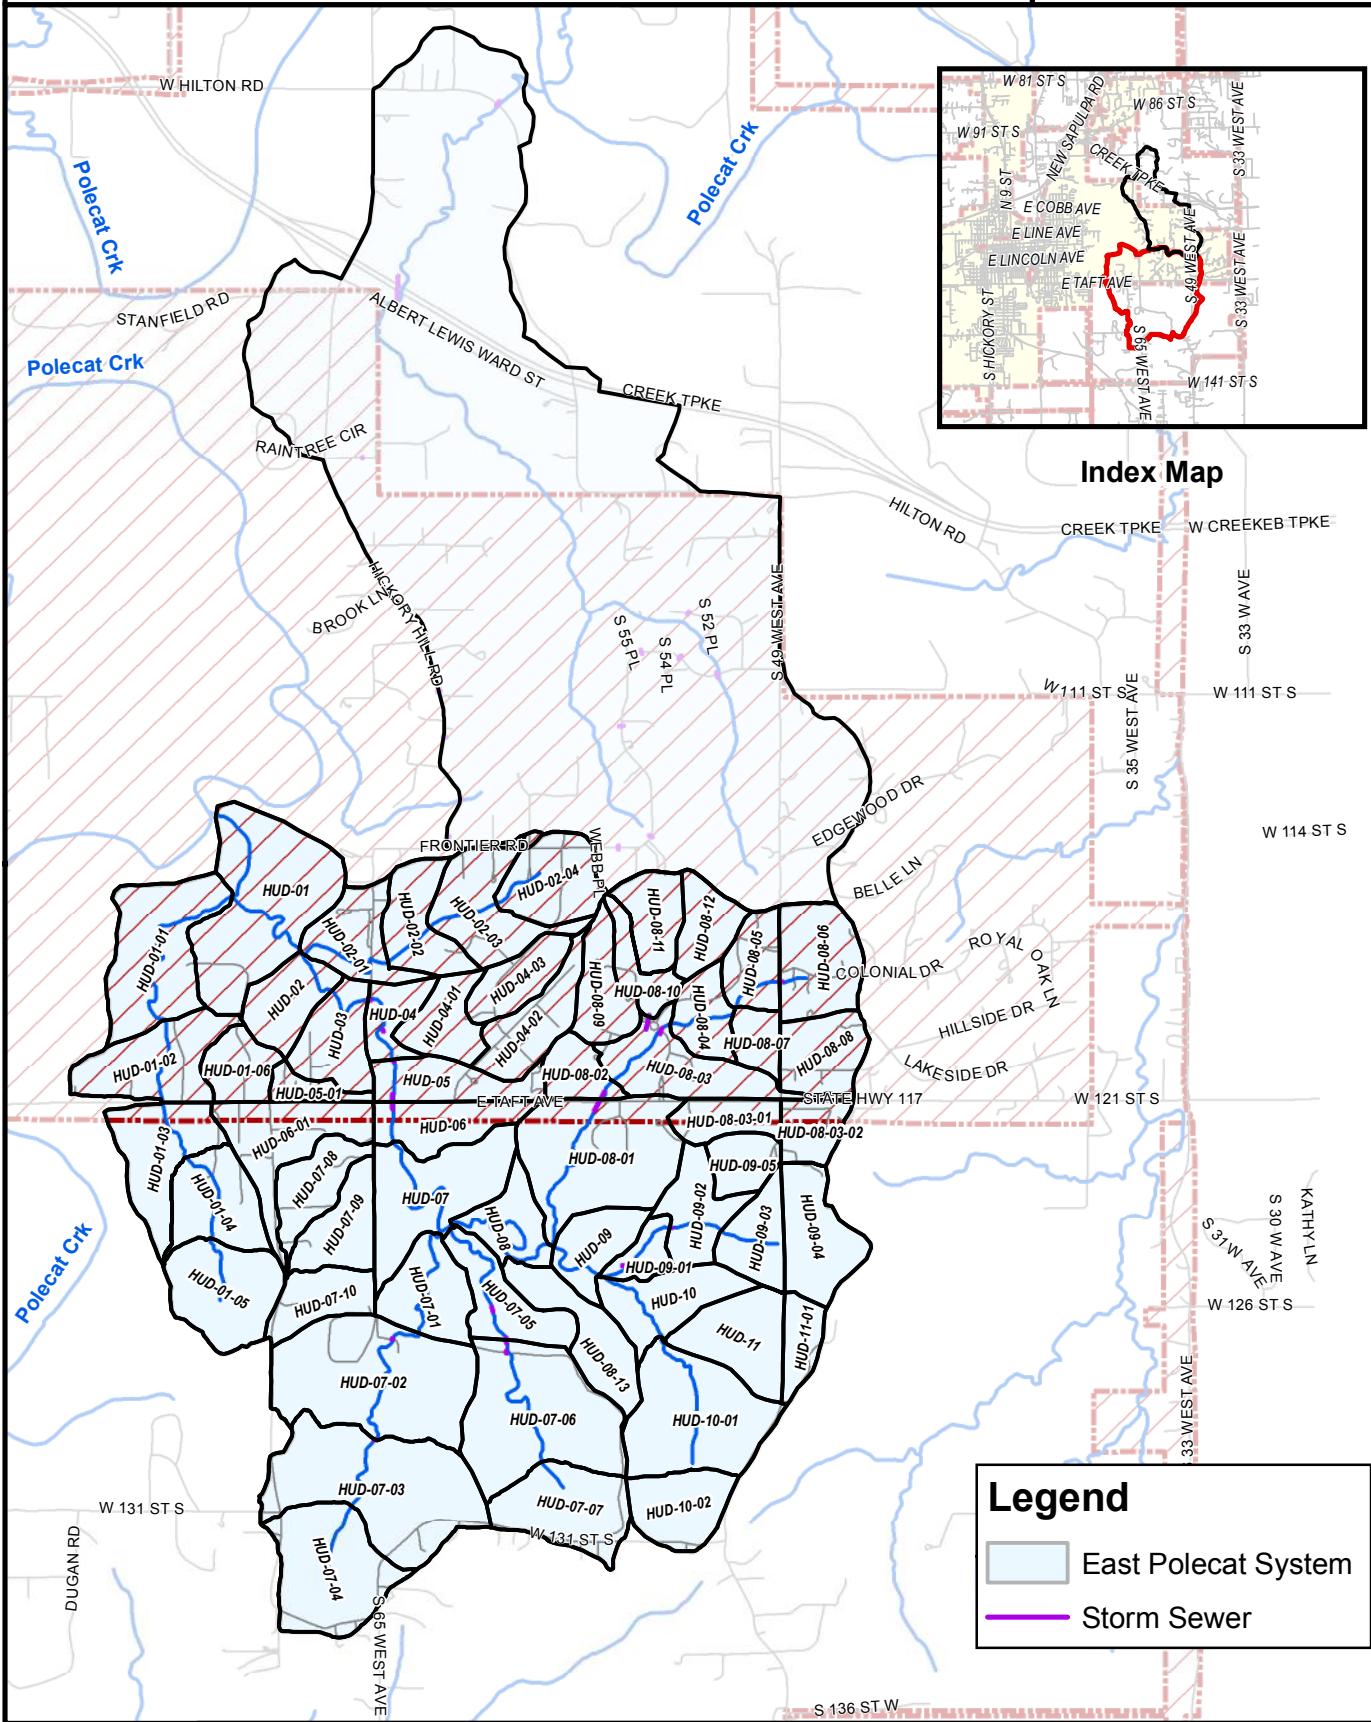 W HILTON RD
Polecat Crk
Polecat Crk
STANFIELD RD
Polecat Crk
ALBERT LEWIS WARD ST
CREEK TPKE
RAINTREE CIR
W 81 ST S
W 86 ST S
W 91 ST S
NEW SAPULPA RD
CREEK TPKE
S 33 WEST AVE
N 9 ST
E COBB AVE
E LINE AVE
E LINCOLN AVE
E TAFT AVE
S 49 WEST AVE
S 33 WEST AVE
S HICKORY ST
S 65 WEST AVE
W 141 ST S
Index Map
HILTON RD
CREEK TPKE
W CREEKEB TPKE
BROOK LN
HICKORY HILL RD
S 55 PL
S 54 PL
S 52 PL
S 49 WEST AVE
S 33 W AVE
W 111 ST S
W 111 ST S
S 35 WEST AVE
EDGEWOOD DR
W 114 ST S
FRONTIER RD
WEBB PL
BELLE LN
ROYAL OAK LN
COLONIAL DR
HILLSIDE DR
LAKESIDE DR
HUD-01
HUD-02-04
HUD-02-02
HUD-02-03
HUD-08-11
HUD-08-12
HUD-01-01
HUD-02-01
HUD-08-05
HUD-08-06
HUD-02
HUD-04-03
HUD-08-09
HUD-08-10
HUD-03
HUD-04
HUD-04-01
HUD-04-02
HUD-08-04
HUD-08-07
HUD-08-08
HUD-01-02
HUD-01-06
HUD-05
HUD-08-02
HUD-08-03
HUD-05-01
E TAFT AVE
STATE HWY 117
W 121 ST S
HUD-06-01
HUD-06
HUD-08-03-01
HUD-08-03-02
HUD-01-03
HUD-07-08
HUD-08-01
HUD-09-05
HUD-01-04
HUD-07-09
HUD-07
HUD-08
HUD-09-02
HUD-09-03
HUD-09-04
HUD-09
HUD-09-01
KATHY LN
S 30 W AVE
S 31 W AVE
W 126 ST S
Polecat Crk
HUD-01-05
HUD-07-10
HUD-07-01
HUD-07-05
HUD-10
HUD-11
HUD-11-01
HUD-08-13
HUD-07-02
HUD-07-06
HUD-10-01
33 WEST AVE
HUD-07-03
HUD-07-07
HUD-10-02
W 131 ST S
W 131 ST S
DUGAN RD
HUD-07-04
S 65 WEST AVE
S 136 ST W
Legend
East Polecat System
Storm Sewer